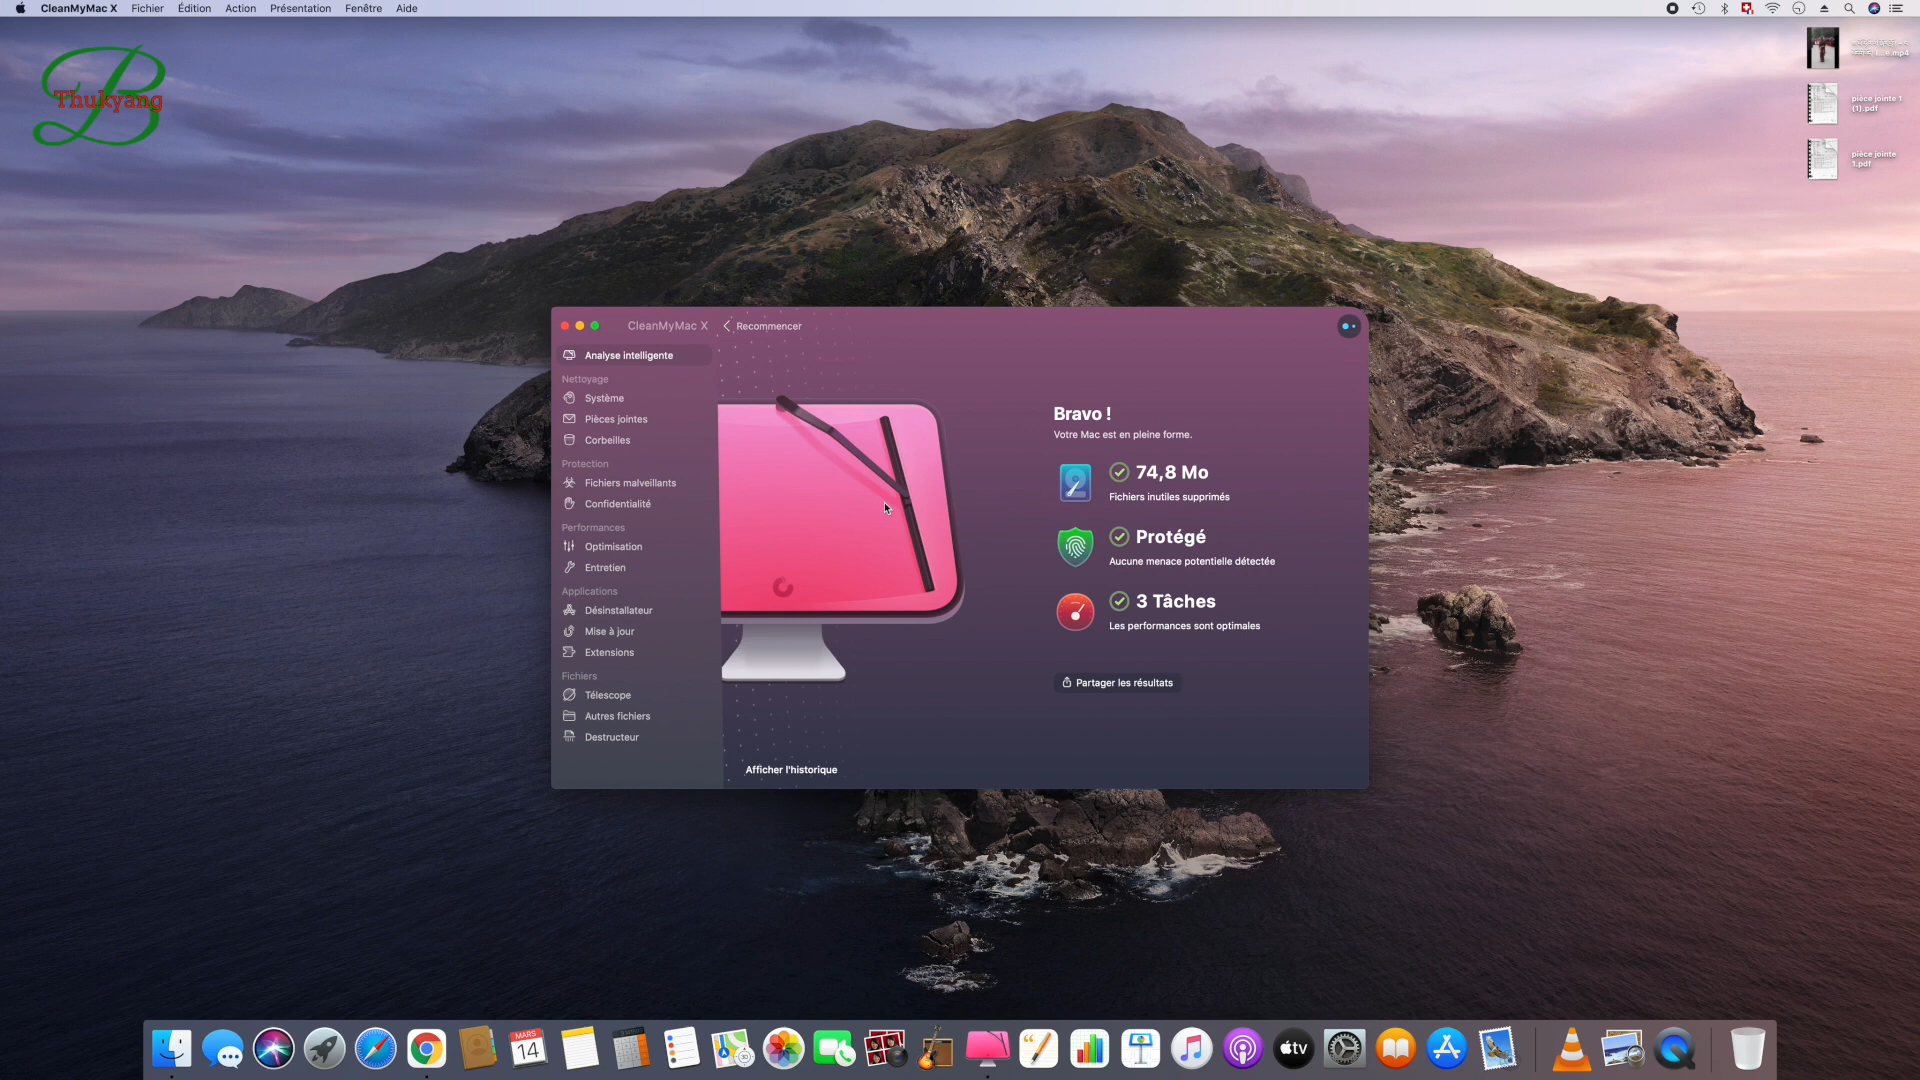 CleanMyMac X Fichier Édition Action Présentation Fenêtre Aide
Thukyang
B
pièce jointe 1
(1).pdf
pièce jointe
1.pdf
CleanMyMac X
Recommencer
Analyse intelligente
Nettoyage
Système
Pièces jointes
Corbeilles
Protection
Fichiers malveillants
Confidentialité
Performances
Optimisation
Entretien
Applications
Désinstallateur
Mise à jour
Extensions
Fichiers
Télescope
Autres fichiers
Destructeur
Bravo !
Votre Mac est en pleine forme.
74,8 Mo
Fichiers inutiles supprimés
Protégé
Aucune menace potentielle détectée
3 Tâches
Les performances sont optimales
Partager les résultats
Afficher l'historique
MARS
14
tv